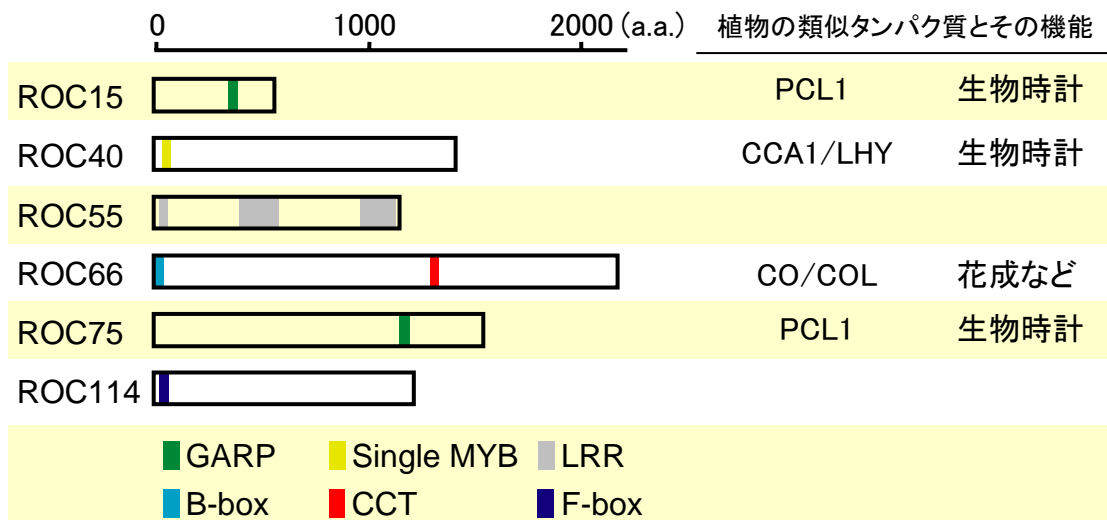 0 1000 2000 (a.a.) 植物の類似タンパク質とその機能
ROC15 PCL1 生物時計
ROC40 CCA1/LHY 生物時計
ROC55
ROC66 CO/COL 花成など
ROC75 PCL1 生物時計
ROC114
GARP Single MYB LRR
B-box CCT F-box